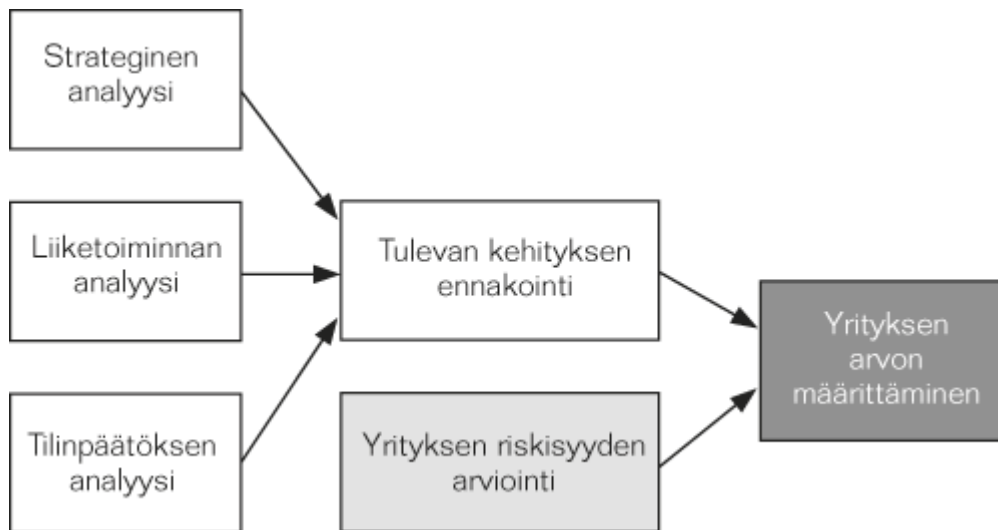 Strateginen
analyysi
Liiketoiminnan
analyysi
Tulevan kehityksen
ennakointi
Yrityksen
arvon
määrittäminen
Tilinpäätöksen
analyysi
Yrityksen riskisyyden
arviointi